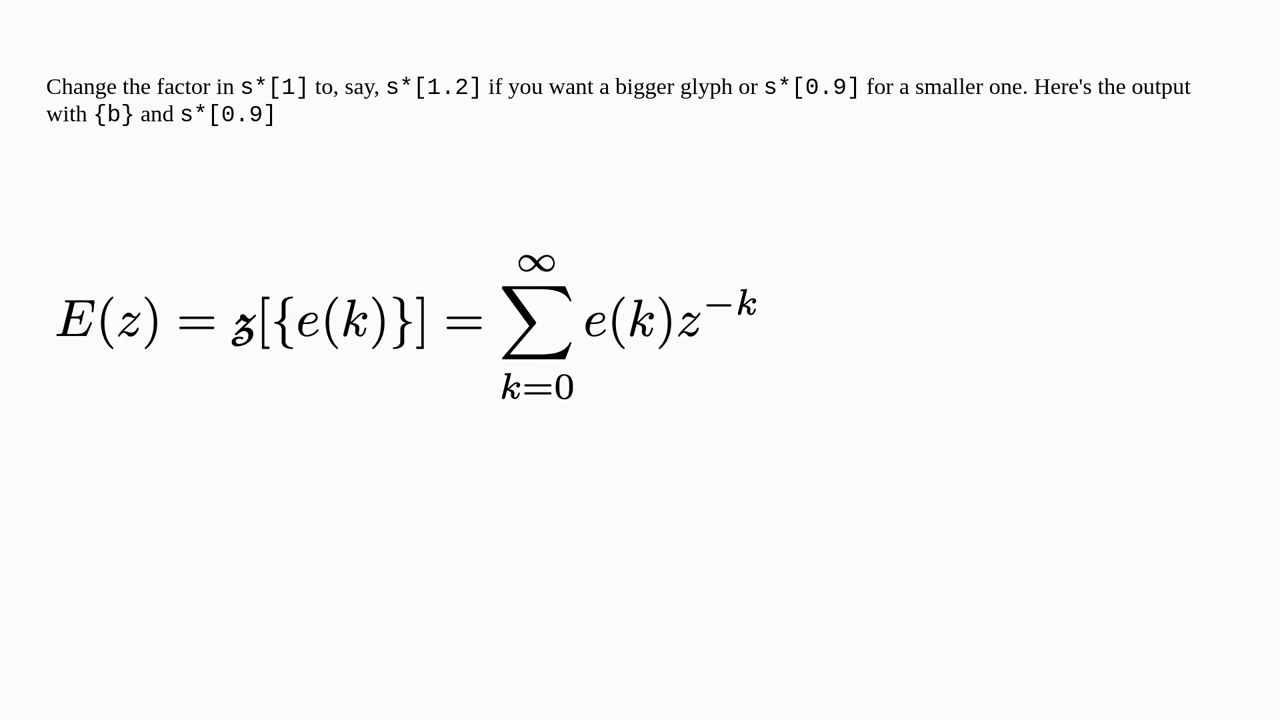 Change the factor in s*[1] to, say, s*[1.2] if you want a bigger glyph or s*[0.9] for a smaller one. Here's the output
with {b} and s*[0.9]
E(z) = 𝔃[{e(k)}] = ∑_{k=0}^{∞} e(k)z^{−k}